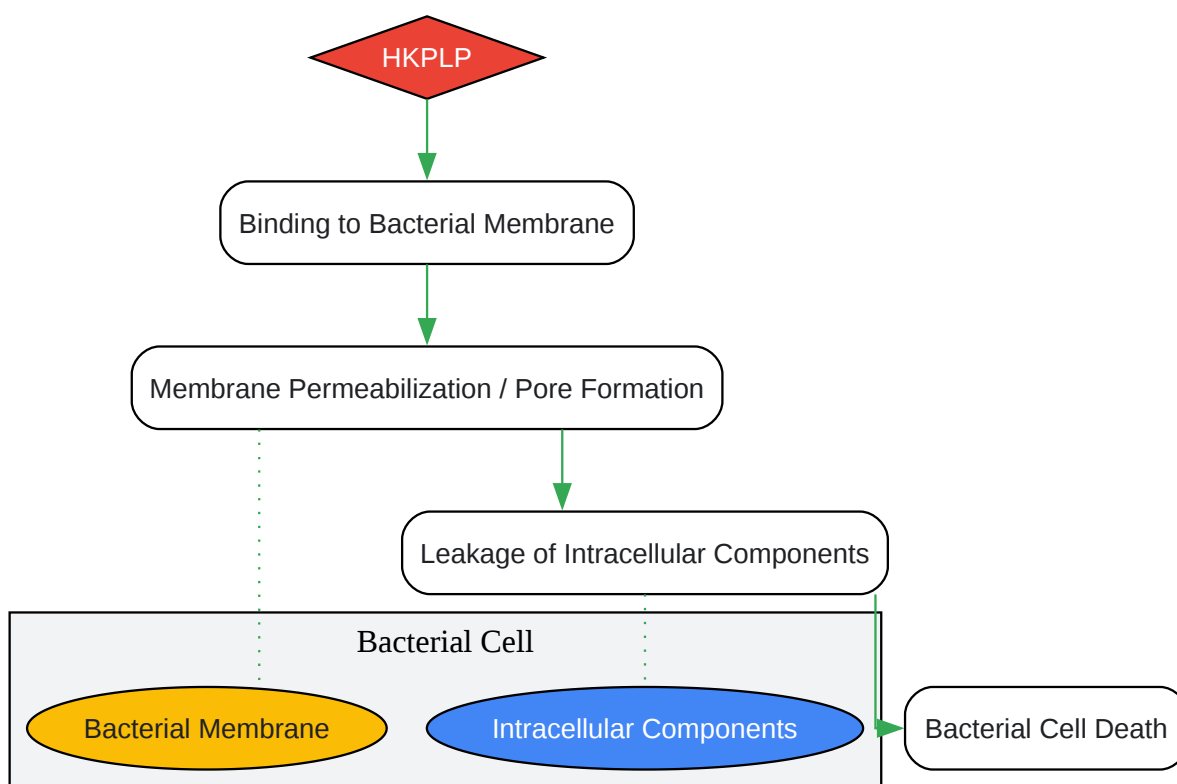 HKPLP
Binding to Bacterial Membrane
Membrane Permeabilization / Pore Formation
Leakage of Intracellular Components
Bacterial Cell
Bacterial Membrane
Intracellular Components
Bacterial Cell Death